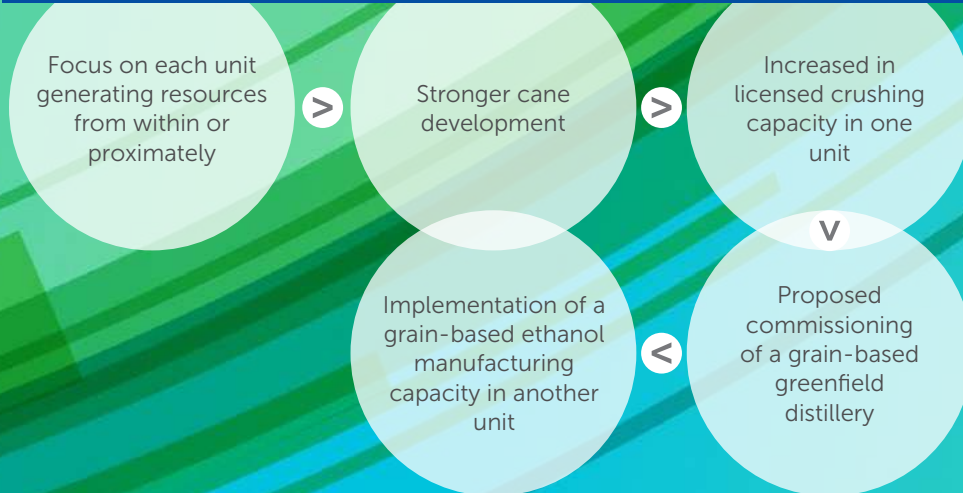 Focus on each unit
generating resources
from within or
proximately
>
Stronger cane
development
>
Increased in
licensed crushing
capacity in one
unit
>
Proposed
commissioning
of a grain-based
greenfield
distillery
<
Implementation of a
grain-based ethanol
manufacturing
capacity in another
unit